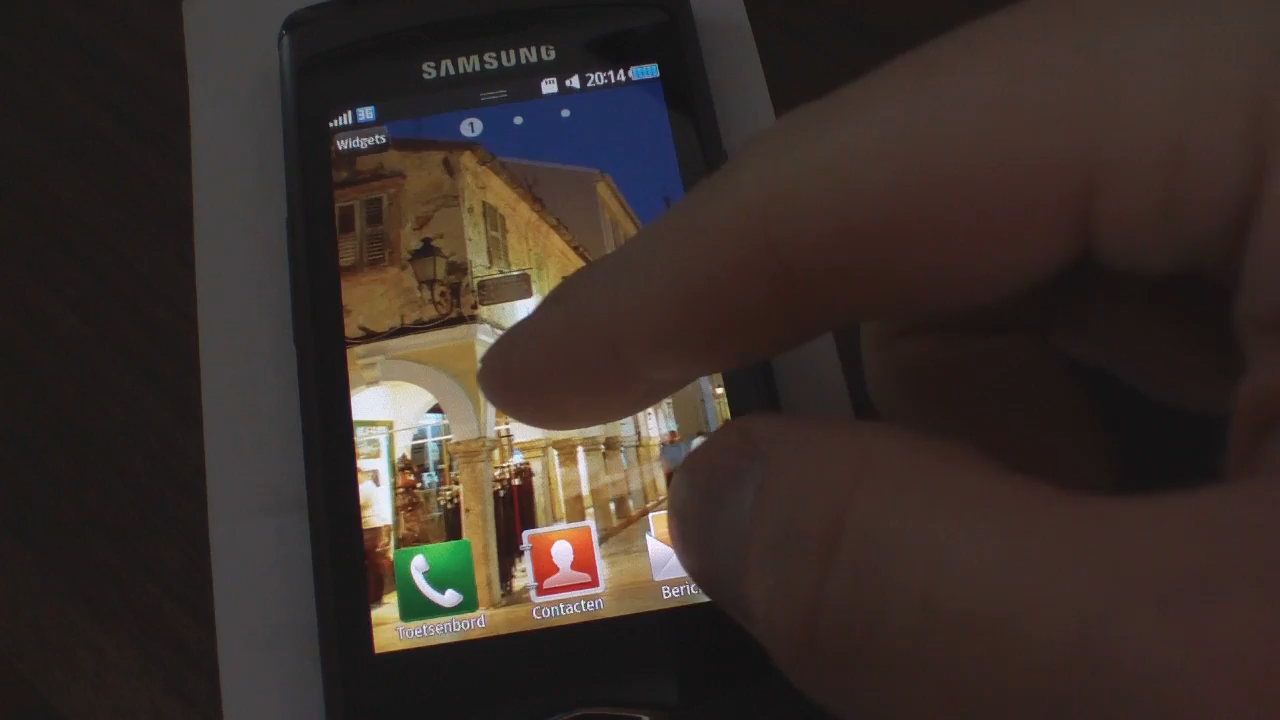 SAMSUNG
3G 20:14
Widgets
1
Toetsenbord
Contacten
Beric